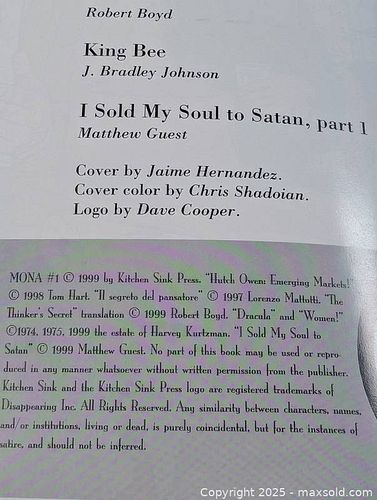 Robert Boyd
King Bee
J. Bradley Johnson
I Sold My Soul to Satan, part 1
Matthew Guest
Cover by Jaime Hernandez.
Cover color by Chris Shadoian.
Logo by Dave Cooper.
MONA #1 © 1999 by Kitchen Sink Press. "Hutch Owen: Emerging Markets!"
© 1998 Tom Hart. "Il segreto del pansatore" © 1997 Lorenzo Mattotti. "The
Thinker's Secret" translation © 1999 Robert Boyd. "Dracula" and "Women!"
©1974, 1975, 1999 the estate of Harvey Kurtzman. "I Sold My Soul to
Satan" © 1999 Matthew Guest. No part of this book may be used or repro-
duced in any manner whatsoever without written permission from the publisher.
Kitchen Sink and the Kitchen Sink Press logo are registered trademarks of
Disappearing Inc. All Rights Reserved. Any similarity between characters, names,
and/or institutions, living or dead, is purely coincidental, but for the instances of
satire, and should not be inferred.
Copyright 2025 - maxsold.com